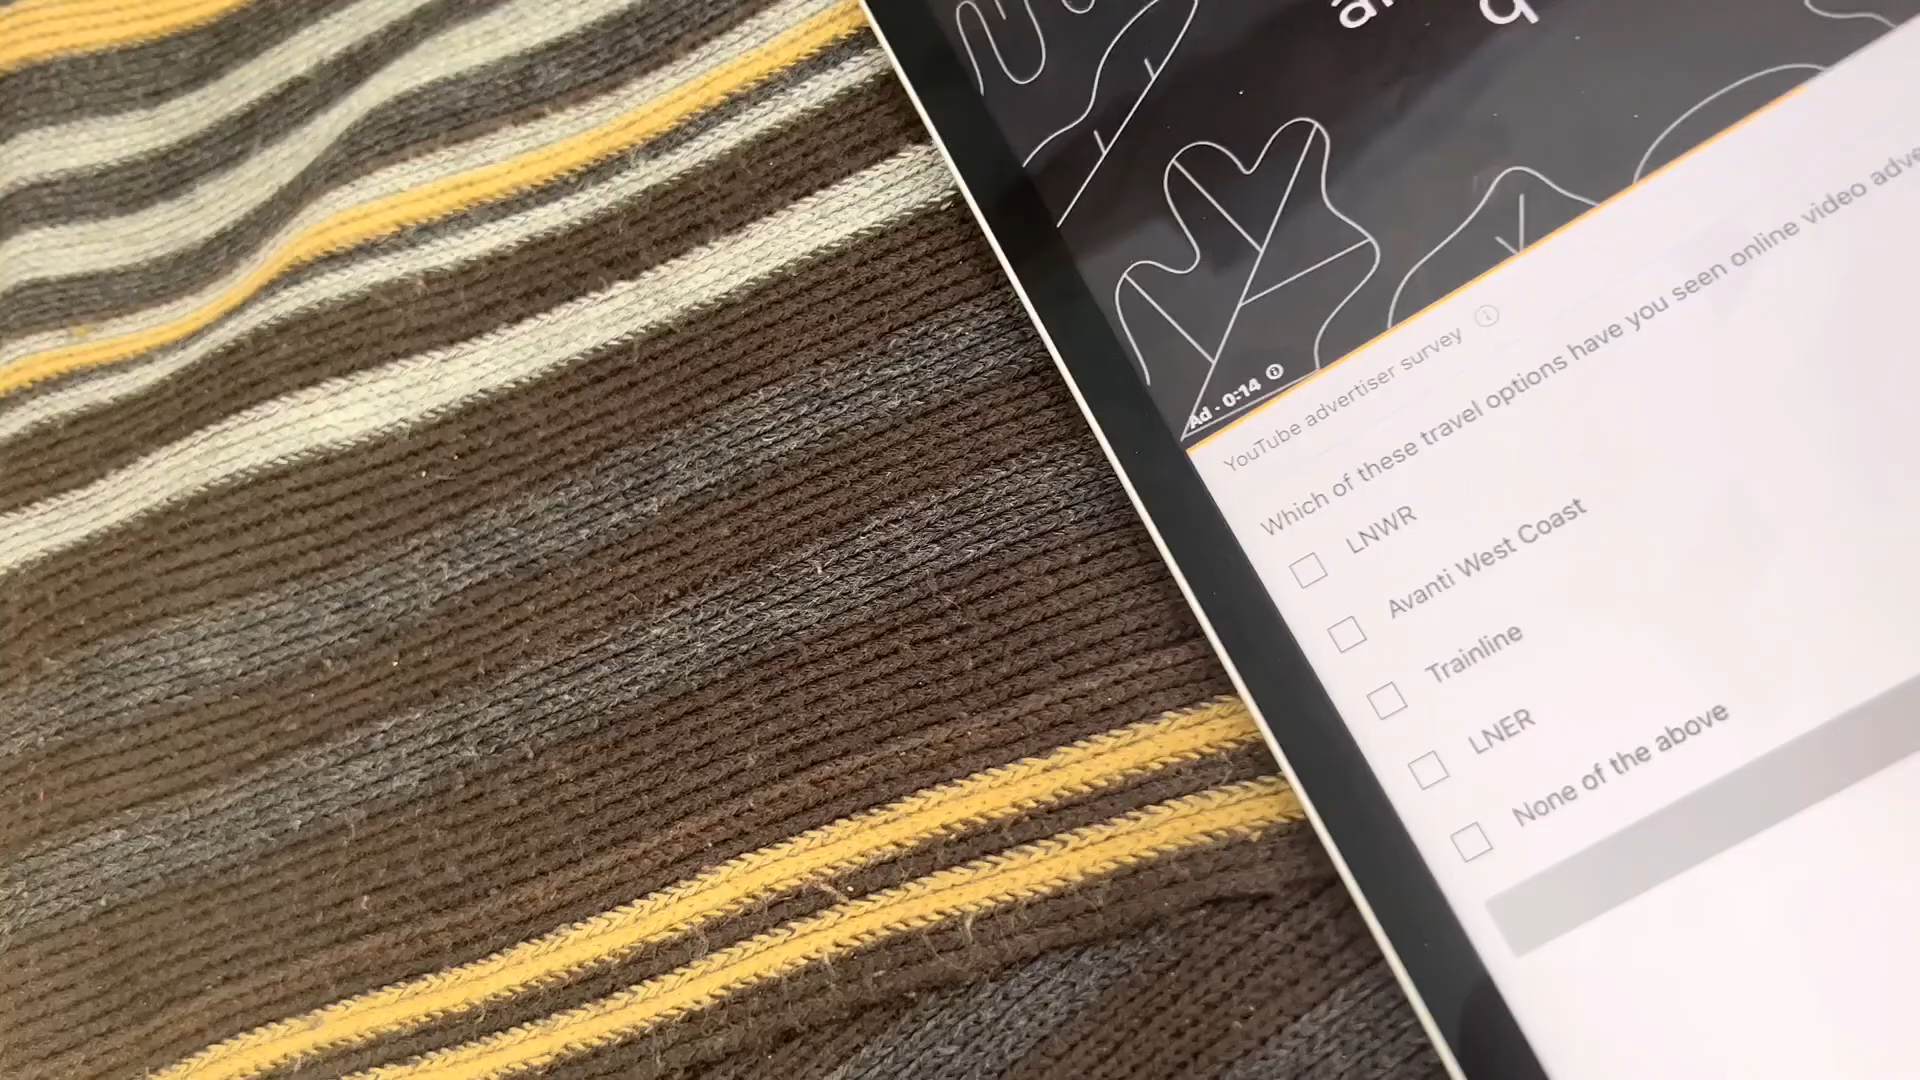 Ad · 0:14
YouTube advertiser survey
Which of these travel options have you seen online video
LNWR
Avanti West Coast
Trainline
LNER
None of the above